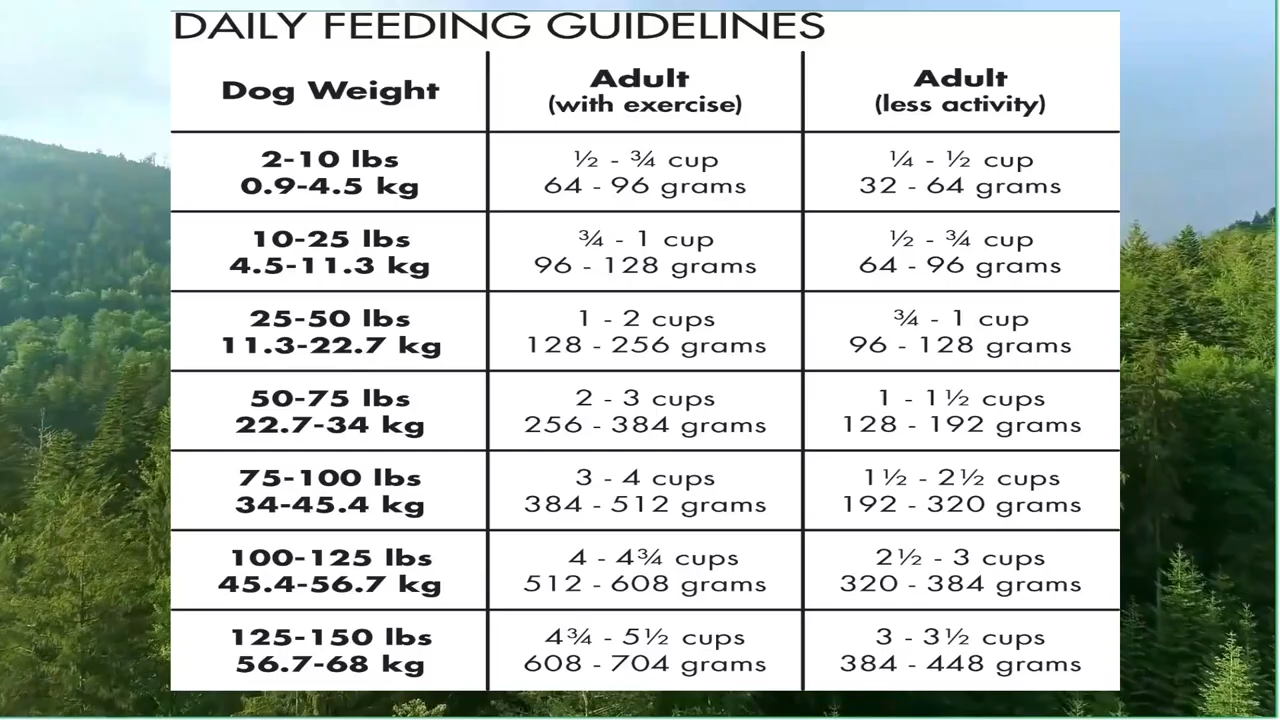 DAILY FEEDING GUIDELINES
Dog Weight
Adult
(with exercise)
Adult
(less activity)
2-10 lbs
0.9-4.5 kg
½ - ¾ cup
64 - 96 grams
¼ - ½ cup
32 - 64 grams
10-25 lbs
4.5-11.3 kg
¾ - 1 cup
96 - 128 grams
½ - ¾ cup
64 - 96 grams
25-50 lbs
11.3-22.7 kg
1 - 2 cups
128 - 256 grams
¾ - 1 cup
96 - 128 grams
50-75 lbs
22.7-34 kg
2 - 3 cups
256 - 384 grams
1 - 1½ cups
128 - 192 grams
75-100 lbs
34-45.4 kg
3 - 4 cups
384 - 512 grams
1½ - 2½ cups
192 - 320 grams
100-125 lbs
45.4-56.7 kg
4 - 4¾ cups
512 - 608 grams
2½ - 3 cups
320 - 384 grams
125-150 lbs
56.7-68 kg
4¾ - 5½ cups
608 - 704 grams
3 - 3½ cups
384 - 448 grams